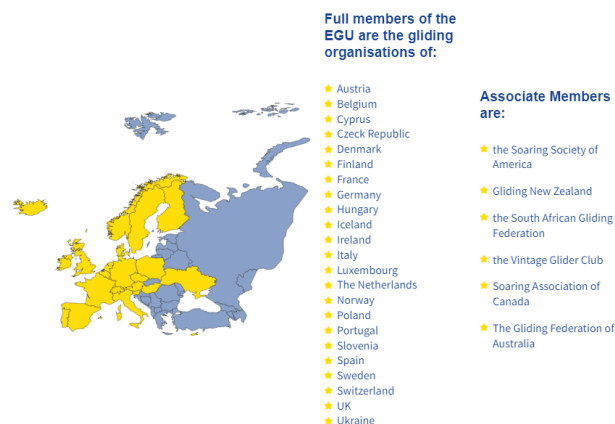 Full members of the
EGU are the gliding
organisations of:
Austria
Belgium
Cyprus
Czeck Republic
Denmark
Finland
France
Germany
Hungary
Iceland
Ireland
Italy
Luxembourg
The Netherlands
Norway
Poland
Portugal
Slovenia
Spain
Sweden
Switzerland
UK
Ukraine
Associate Members
are:
the Soaring Society of
America
Gliding New Zealand
the South African Gliding
Federation
the Vintage Glider Club
Soaring Association of
Canada
The Gliding Federation of
Australia